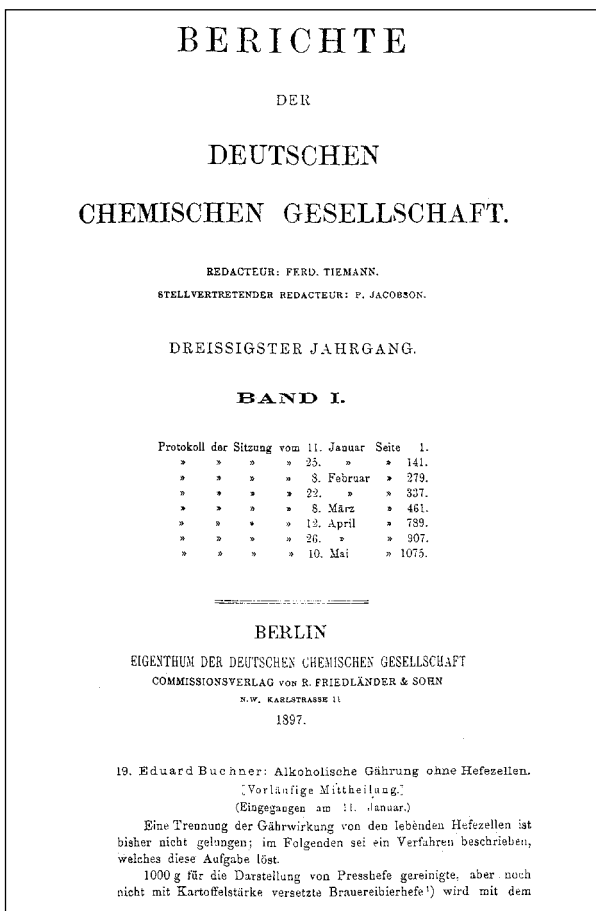 BERICHTE
DER
DEUTSCHEN
CHEMISCHEN GESELLSCHAFT.
REDACTEUR: FERD. TIEMANN.
STELLVERTRETENDER REDACTEUR: P. JACOBSON.
DREISSIGSTER JAHRGANG.
BAND I.
Protokoll der Sitzung vom 11. Januar Seite 1.
» » » » 25. » » 141.
» » » » 8. Februar » 279.
» » » » 22. » » 337.
» » » » 8. März » 461.
» » » » 12. April » 789.
» » » » 26. » » 907.
» » » » 10. Mai » 1075.
BERLIN
EIGENTHUM DER DEUTSCHEN CHEMISCHEN GESELLSCHAFT
COMMISSIONSVERLAG VON R. FRIEDLÄNDER & SOHN
N.W. KARLSTRASSE 11
1897.
19. Eduard Buchner: Alkoholische Gährung ohne Hefezellen.
[Vorläufige Mittheilung.]
(Eingegangen am 11. Januar.)
Eine Trennung der Gährwirkung von den lebenden Hefezellen ist
bisher nicht gelungen; im Folgenden sei ein Verfahren beschrieben,
welches diese Aufgabe löst.
1000 g für die Darstellung von Presshefe gereinigte, aber noch
nicht mit Kartoffelstärke versetzte Brauereibierhefe¹) wird mit dem